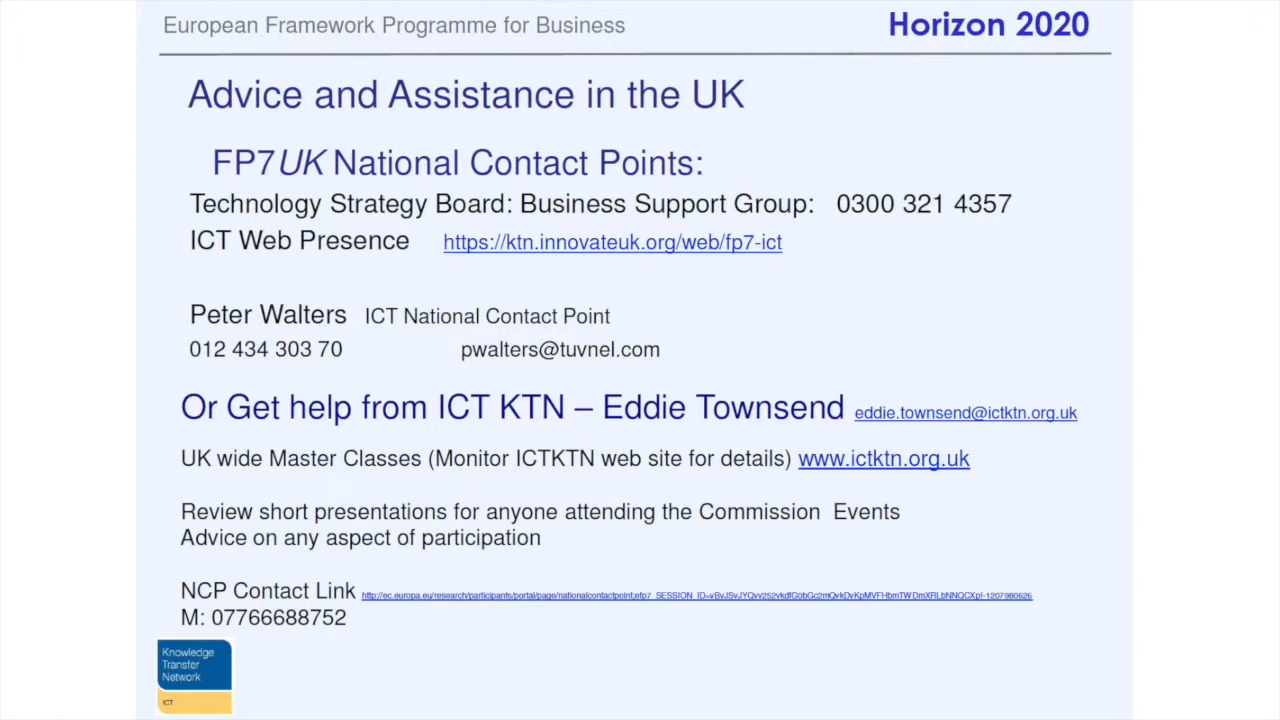 European Framework Programme for Business
Horizon 2020
Advice and Assistance in the UK
FP7UK National Contact Points:
Technology Strategy Board: Business Support Group: 0300 321 4357
ICT Web Presence https://ktn.innovateuk.org/web/fp7-ict
Peter Walters ICT National Contact Point
012 434 303 70 pwalters@tuvnel.com
Or Get help from ICT KTN – Eddie Townsend eddie.townsend@ictktn.org.uk
UK wide Master Classes (Monitor ICTKTN web site for details) www.ictktn.org.uk
Review short presentations for anyone attending the Commission Events
Advice on any aspect of participation
NCP Contact Link
M: 07766688752
Knowledge
Transfer
Network
ICT